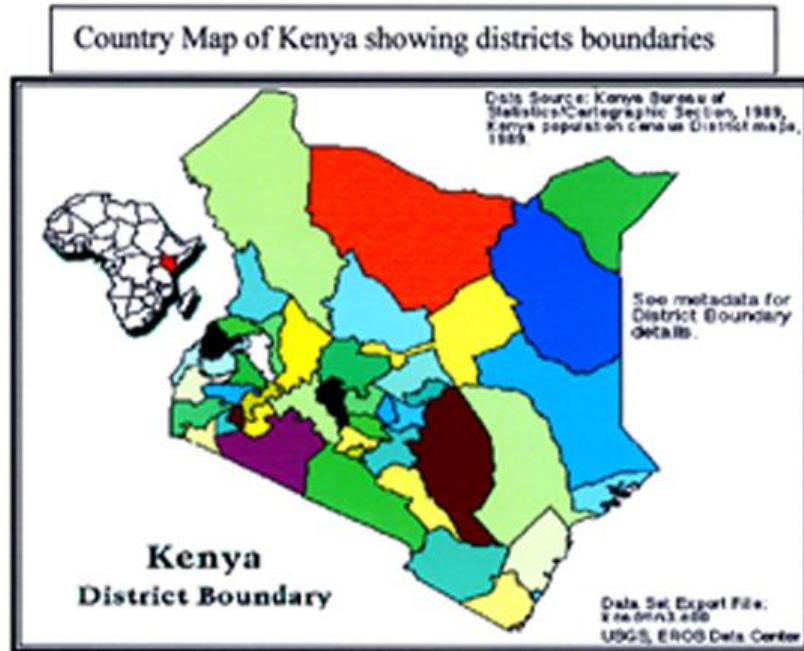 Country Map of Kenya showing districts boundaries
Data Source: Kenya Bureau of
Statistics/Cartographic Section, 1989,
Kenya population census District maps,
1989.
See metadata for
District Boundary
details.
Kenya
District Boundary
Data Set Export File:
USGS, EROS Data Center